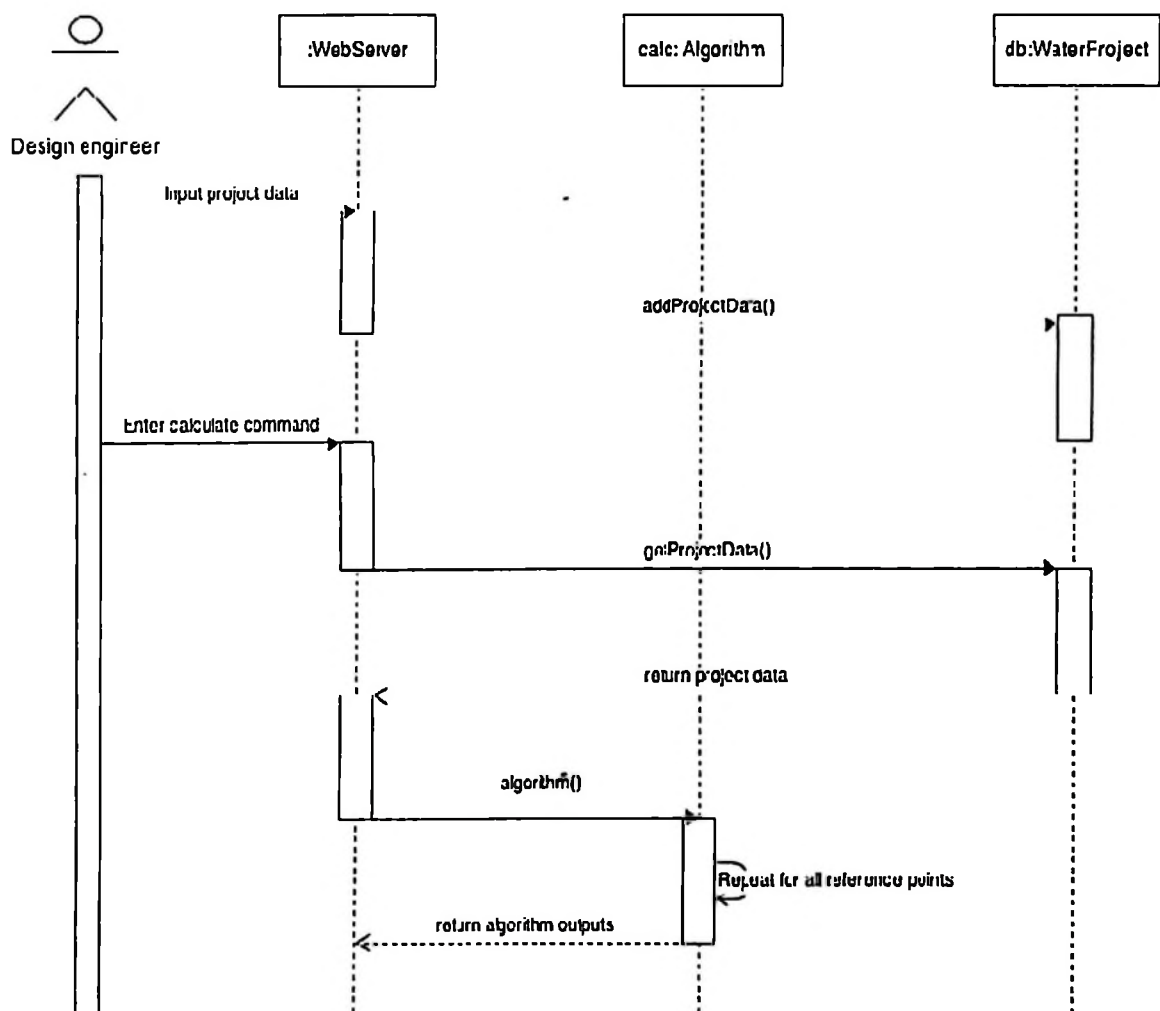 :WebServer
calc: Algorithm
db:WaterProject
Design engineer
Input project data
addProjectData()
Enter calculate command
getProjectData()
return project data
algorithm()
Repeat for all reference points
return algorithm outputs